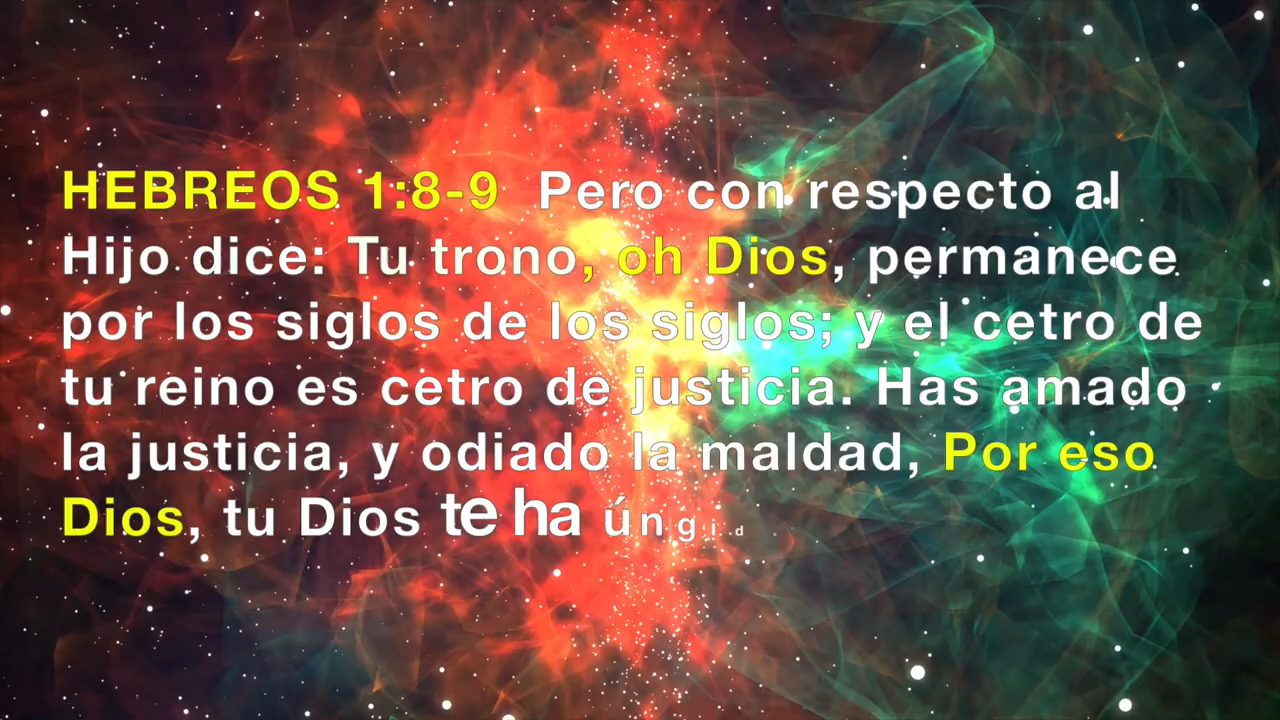 HEBREOS 1:8-9 Pero con respecto al
Hijo dice: Tu trono, oh Dios, permanece
por los siglos de los siglos; y el cetro de
tu reino es cetro de justicia. Has amado
la justicia, y odiado la maldad, Por eso
Dios, tu Dios te ha úngid